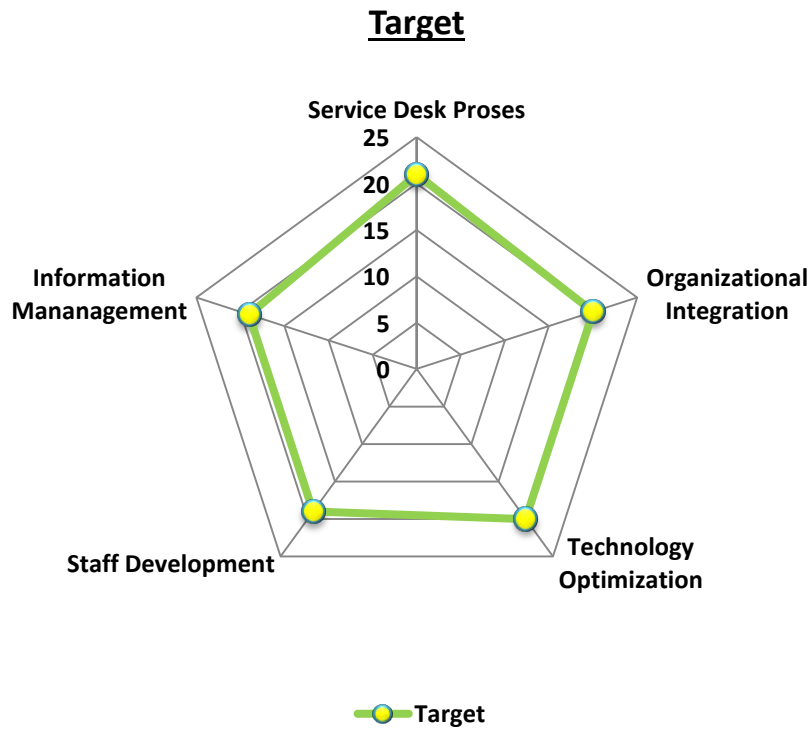 Target
Service Desk Proses
25
20
15
10
5
0
Information
Mananagement
Organizational
Integration
Staff Development
Technology
Optimization
Target